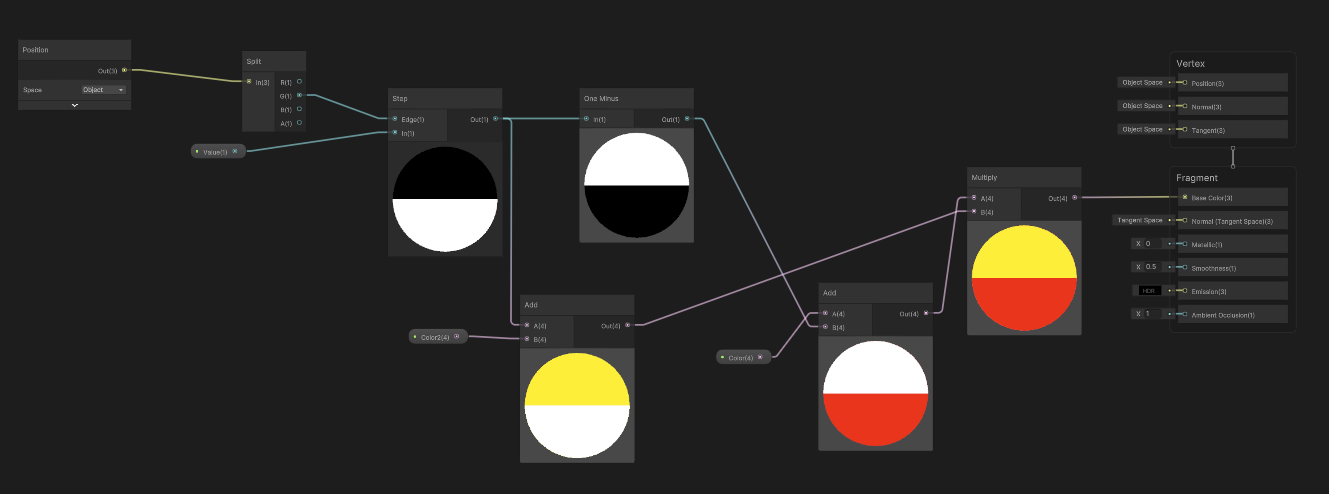 Position
Out(3)
Space Object
Split
In(3) R(1)
G(1)
B(1)
A(1)
Value(1)
Step
Edge(1) Out(1)
In(1)
One Minus
In(1) Out(1)
Add
A(4) Out(4)
B(4)
Color2(4)
Add
A(4) Out(4)
B(4)
Color(4)
Multiply
A(4) Out(4)
B(4)
Vertex
Object Space Position(3)
Object Space Normal(3)
Object Space Tangent(3)
Fragment
Base Color(3)
Tangent Space Normal (Tangent Space)(3)
X 0 Metallic(1)
X 0.5 Smoothness(1)
HDR Emission(3)
X 1 Ambient Occlusion(1)